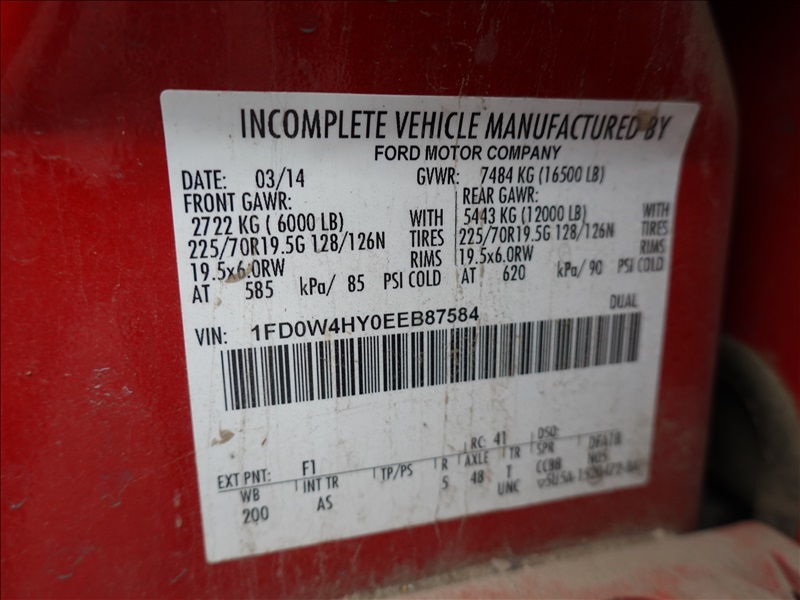 INCOMPLETE VEHICLE MANUFACTURED BY
FORD MOTOR COMPANY
DATE: 03/14 GVWR: 7484 KG (16500 LB)
FRONT GAWR: REAR GAWR:
2722 KG ( 6000 LB) WITH 5443 KG (12000 LB) WITH
225/70R19.5G 128/126N TIRES 225/70R19.5G 128/126N TIRES
19.5x6.0RW RIMS 19.5x6.0RW RIMS
AT 585 kPa/ 85 PSI COLD AT 620 kPa/ 90 PSI COLD
DUAL
VIN: 1FD0W4HY0EEB87584
EXT PNT: F1 RC: 41 DSO:
WB INT TR TP/PS R AXLE TR SPR
200 AS 5 48 T CCBB
UNC